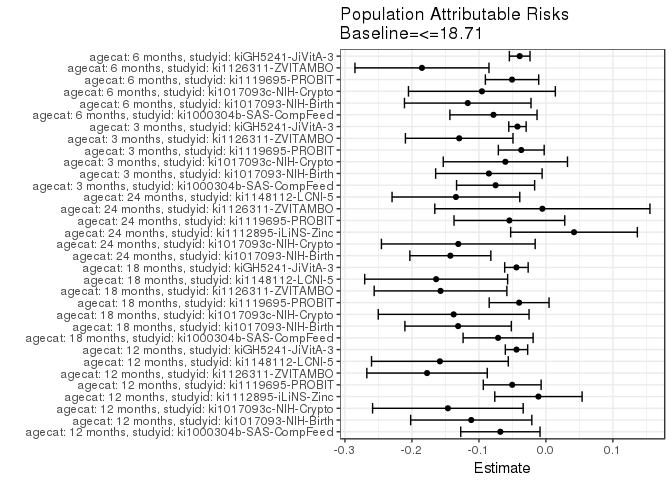 Population Attributable Risks
Baseline=<=18.71
agecat: 6 months, studyid: kiGH5241-JiVitA-3
agecat: 6 months, studyid: ki1126311-ZVITAMBO
agecat: 6 months, studyid: ki1119695-PROBIT
agecat: 6 months, studyid: ki1017093c-NIH-Crypto
agecat: 6 months, studyid: ki1017093-NIH-Birth
agecat: 6 months, studyid: ki1000304b-SAS-CompFeed
agecat: 3 months, studyid: kiGH5241-JiVitA-3
agecat: 3 months, studyid: ki1126311-ZVITAMBO
agecat: 3 months, studyid: ki1119695-PROBIT
agecat: 3 months, studyid: ki1017093c-NIH-Crypto
agecat: 3 months, studyid: ki1017093-NIH-Birth
agecat: 3 months, studyid: ki1000304b-SAS-CompFeed
agecat: 24 months, studyid: ki1148112-LCNI-5
agecat: 24 months, studyid: ki1126311-ZVITAMBO
agecat: 24 months, studyid: ki1119695-PROBIT
agecat: 24 months, studyid: ki1112895-iLiNS-Zinc
agecat: 24 months, studyid: ki1017093c-NIH-Crypto
agecat: 24 months, studyid: ki1017093-NIH-Birth
agecat: 18 months, studyid: kiGH5241-JiVitA-3
agecat: 18 months, studyid: ki1148112-LCNI-5
agecat: 18 months, studyid: ki1126311-ZVITAMBO
agecat: 18 months, studyid: ki1119695-PROBIT
agecat: 18 months, studyid: ki1017093c-NIH-Crypto
agecat: 18 months, studyid: ki1017093-NIH-Birth
agecat: 18 months, studyid: ki1000304b-SAS-CompFeed
agecat: 12 months, studyid: kiGH5241-JiVitA-3
agecat: 12 months, studyid: ki1148112-LCNI-5
agecat: 12 months, studyid: ki1126311-ZVITAMBO
agecat: 12 months, studyid: ki1119695-PROBIT
agecat: 12 months, studyid: ki1112895-iLiNS-Zinc
agecat: 12 months, studyid: ki1017093c-NIH-Crypto
agecat: 12 months, studyid: ki1017093-NIH-Birth
agecat: 12 months, studyid: ki1000304b-SAS-CompFeed
-0.3 -0.2 -0.1 0.0 0.1
Estimate